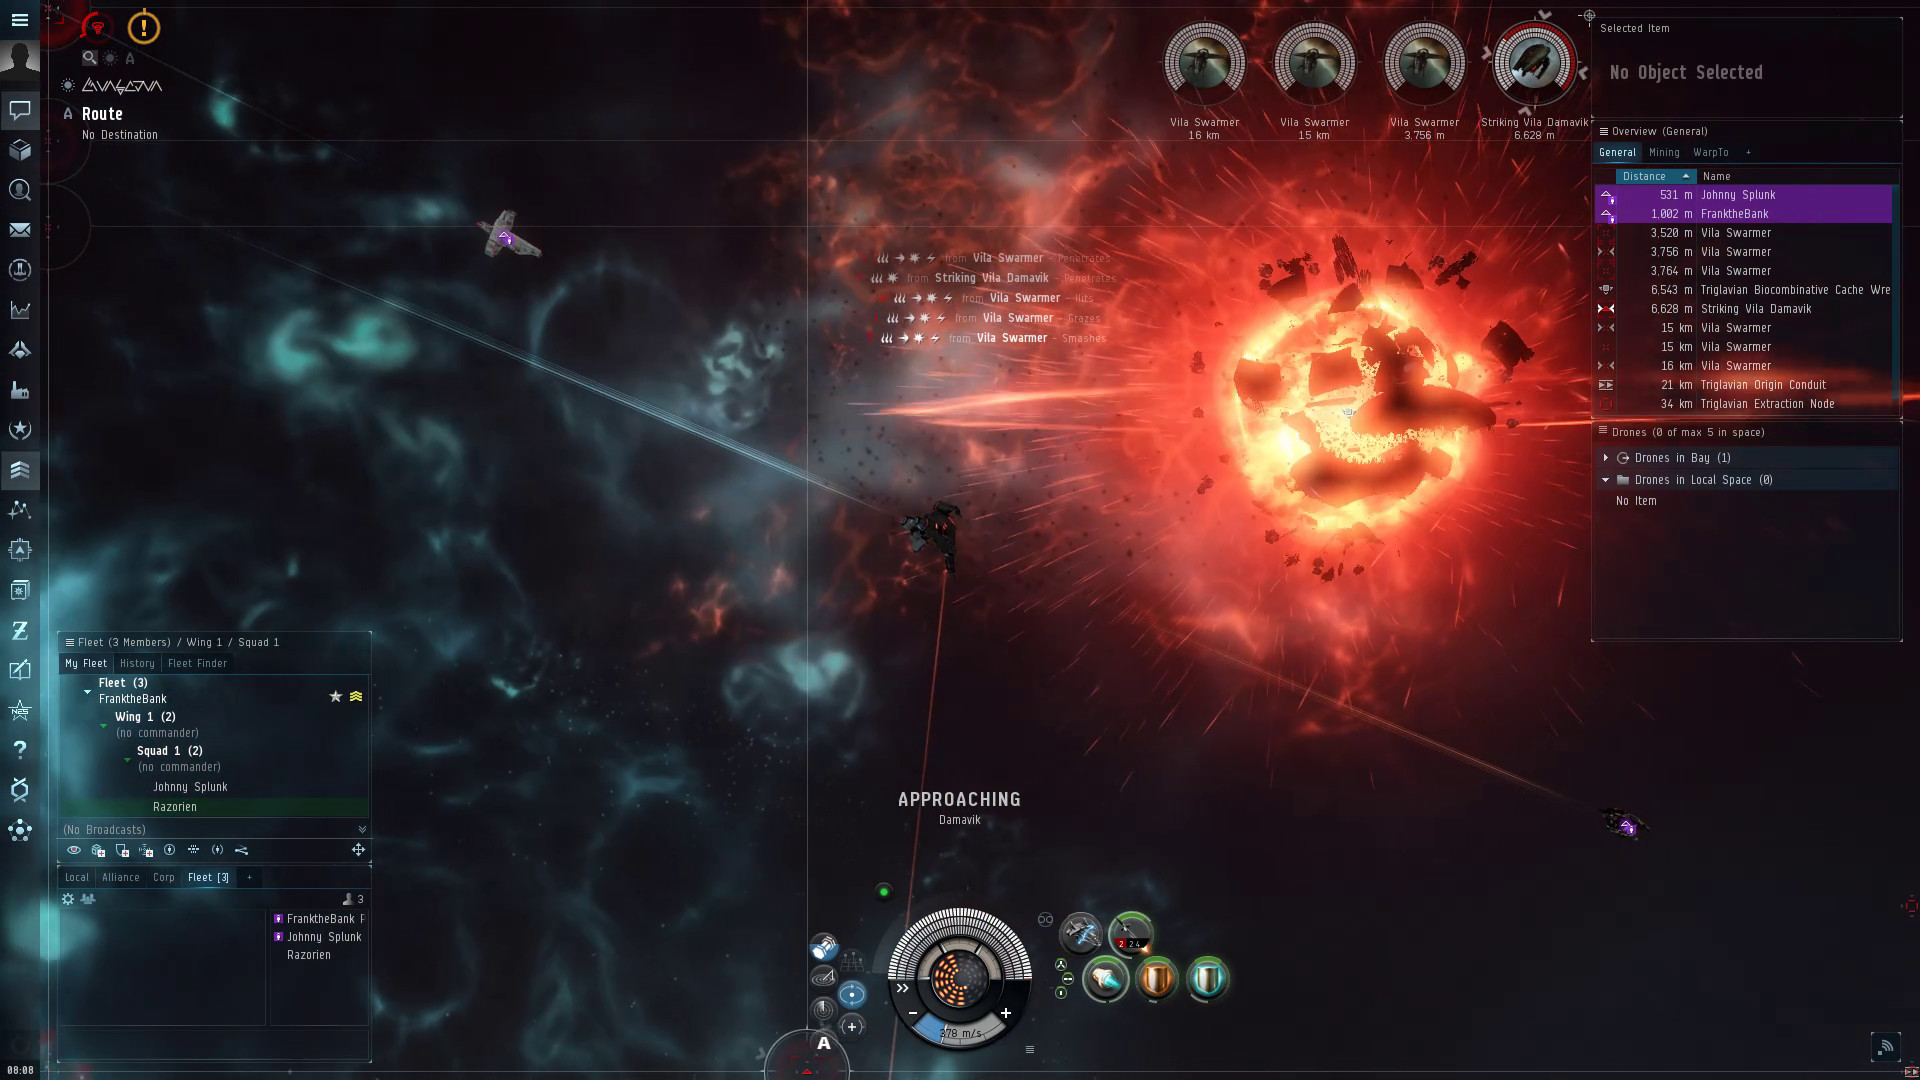 A
Route
No Destination
Vila Swarmer
16 km
Vila Swarmer
15 km
Vila Swarmer
3,756 m
Striking Vila Damavik
6,628 m
Selected Item
No Object Selected
Overview (General)
General Mining WarpTo +
Distance Name
531 m Johnny Splunk
1,002 m FranktheBank
3,520 m Vila Swarmer
3,756 m Vila Swarmer
3,764 m Vila Swarmer
6,543 m Triglavian Biocombinative Cache Wre
6,628 m Striking Vila Damavik
15 km Vila Swarmer
15 km Vila Swarmer
16 km Vila Swarmer
21 km Triglavian Origin Conduit
34 km Triglavian Extraction Node
Drones (0 of max 5 in space)
Drones in Bay (1)
Drones in Local Space (0)
No Item
from Vila Swarmer - Penetrates
from Striking Vila Damavik - Penetrates
from Vila Swarmer - Hits
from Vila Swarmer - Grazes
from Vila Swarmer - Smashes
Fleet (3 Members) / Wing 1 / Squad 1
My Fleet History Fleet Finder
Fleet (3)
FranktheBank
Wing 1 (2)
(no commander)
Squad 1 (2)
(no commander)
Johnny Splunk
Razorien
(No Broadcasts)
Local Alliance Corp Fleet [3] +
3
FranktheBank F
Johnny Splunk
Razorien
APPROACHING
Damavik
378 m/s
A
NES
08:08